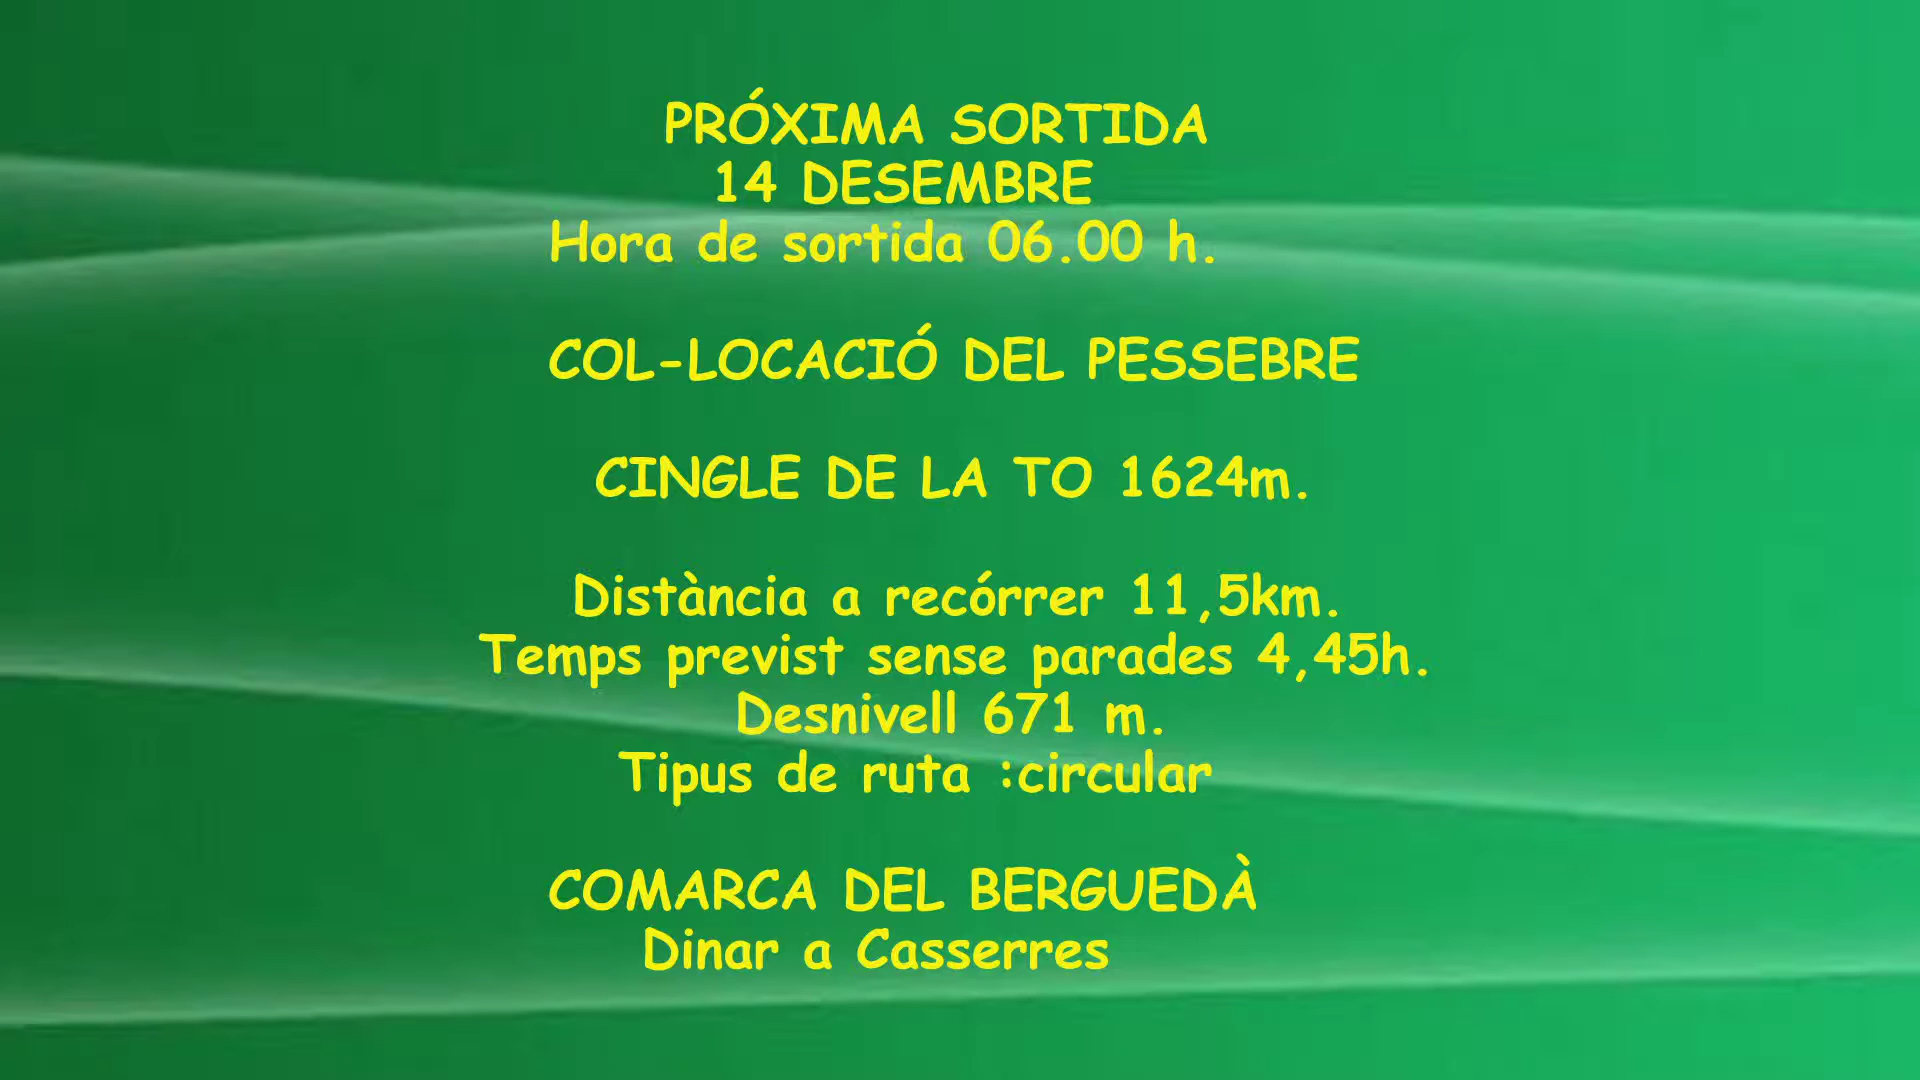 PRÓXIMA SORTIDA
14 DESEMBRE
Hora de sortida 06.00 h.
COL-LOCACIÓ DEL PESSEBRE
CINGLE DE LA TO 1624m.
Distància a recórrer 11,5km.
Temps previst sense parades 4,45h.
Desnivell 671 m.
Tipus de ruta :circular
COMARCA DEL BERGUEDÀ
Dinar a Casserres